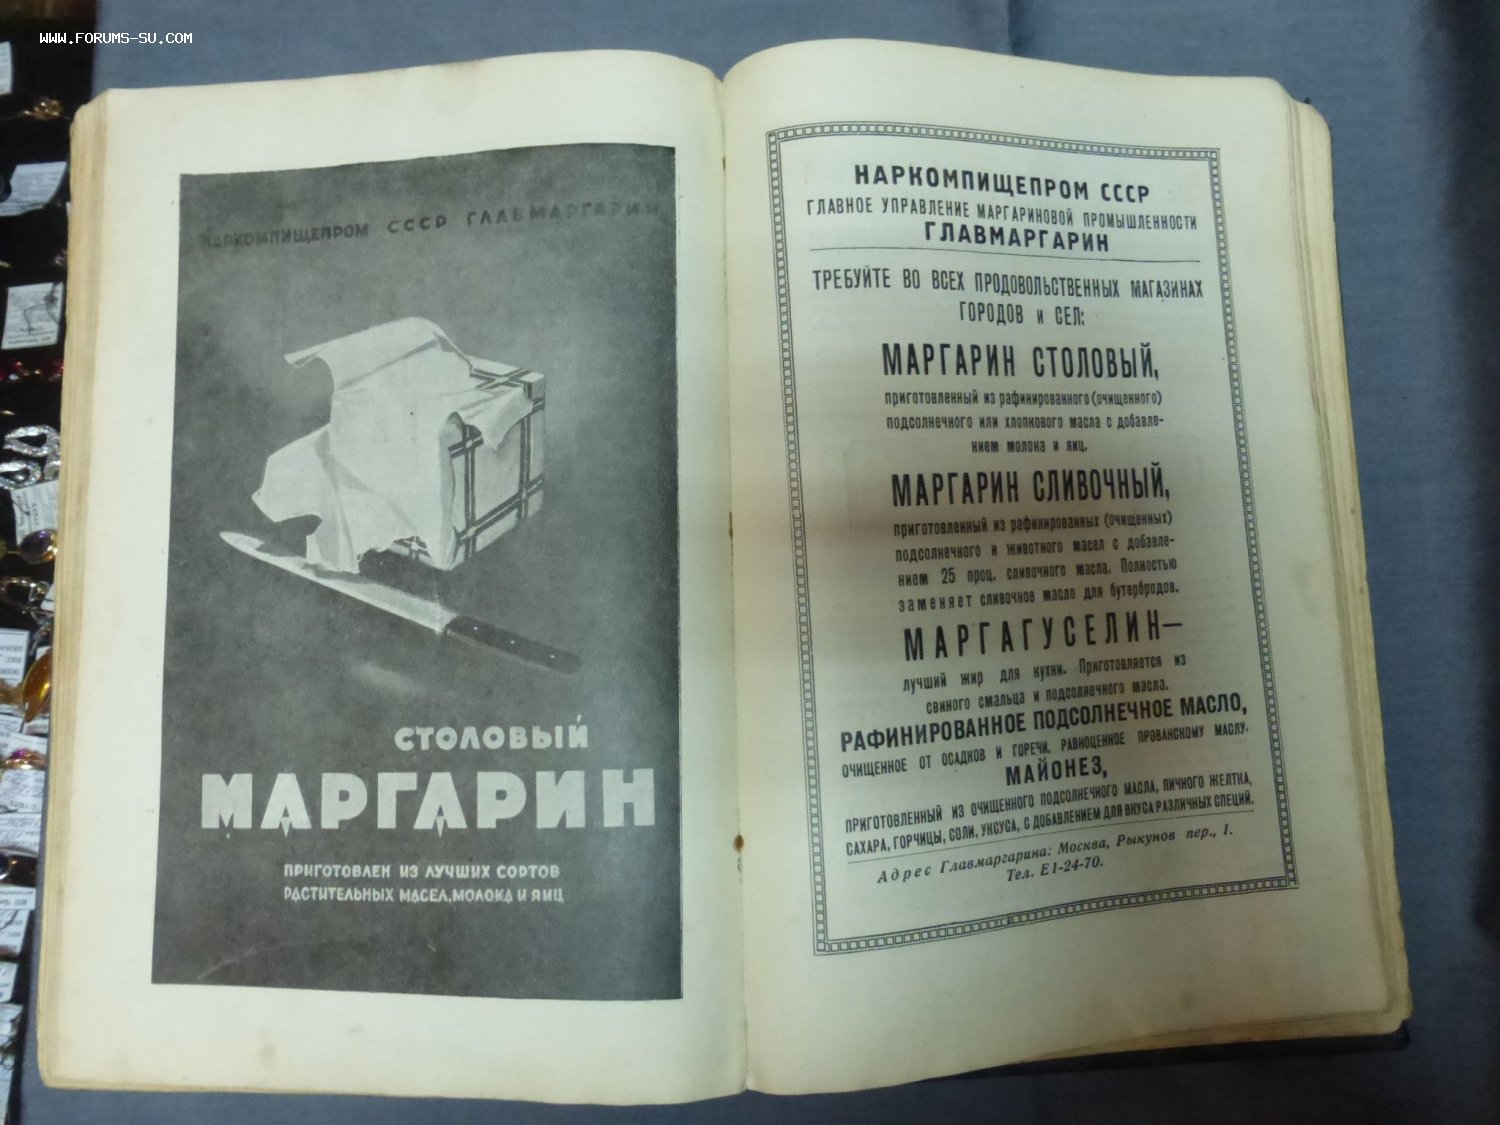 WWW.FORUMS-SU.COM
НАРКОМПИЩЕПРОМ СССР ГЛАВМАРГАРИН
СТОЛОВЫЙ
МАРГАРИН
ПРИГОТОВЛЕН ИЗ ЛУЧШИХ СОРТОВ
РАСТИТЕЛЬНЫХ МАСЕЛ, МОЛОКА И ЯИЦ
НАРКОМПИЩЕПРОМ СССР
ГЛАВНОЕ УПРАВЛЕНИЕ МАРГАРИНОВОЙ ПРОМЫШЛЕННОСТИ
ГЛАВМАРГАРИН
ТРЕБУЙТЕ ВО ВСЕХ ПРОДОВОЛЬСТВЕННЫХ МАГАЗИНАХ
ГОРОДОВ и СЕЛ:
МАРГАРИН СТОЛОВЫЙ,
приготовленный из рафинированного (очищенного)
подсолнечного или хлопкового масла с добавле-
нием молока и яиц.
МАРГАРИН СЛИВОЧНЫЙ,
приготовленный из рафинированных (очищенных)
подсолнечного и животного масел с добавле-
нием 25 проц. сливочного масла. Полностью
заменяет сливочное масло для бутербродов.
МАРГАГУСЕЛИН—
лучший жир для кухни. Приготовляется из
свиного смальца и подсолнечного масла.
РАФИНИРОВАННОЕ ПОДСОЛНЕЧНОЕ МАСЛО,
ОЧИЩЕННОЕ ОТ ОСАДКОВ И ГОРЕЧИ, РАВНОЦЕННОЕ ПРОВАНСКОМУ МАСЛУ.
МАЙОНЕЗ,
ПРИГОТОВЛЕННЫЙ ИЗ ОЧИЩЕННОГО ПОДСОЛНЕЧНОГО МАСЛА, ЯИЧНОГО ЖЕЛТКА,
САХАРА, ГОРЧИЦЫ, СОЛИ, УКСУСА, С ДОБАВЛЕНИЕМ ДЛЯ ВКУСА РАЗЛИЧНЫХ СПЕЦИЙ.
Адрес Главмаргарина: Москва, Рыкунов пер., 1.
Тел. Е1-24-70.